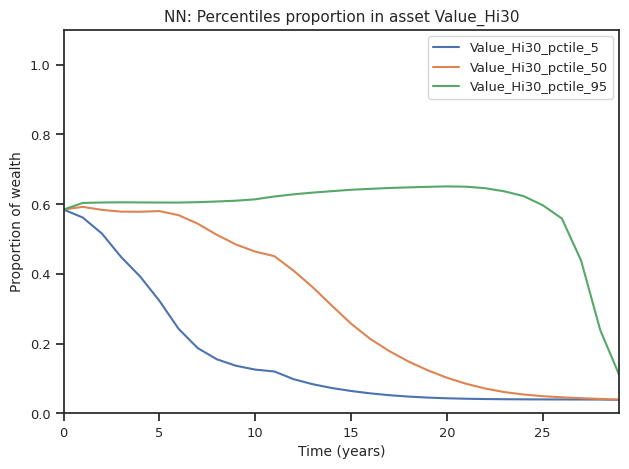 NN: Percentiles proportion in asset Value_Hi30
Value_Hi30_pctile_5
Value_Hi30_pctile_50
Value_Hi30_pctile_95
Proportion of wealth
1.0
0.8
0.6
0.4
0.2
0.0
0 5 10 15 20 25
Time (years)